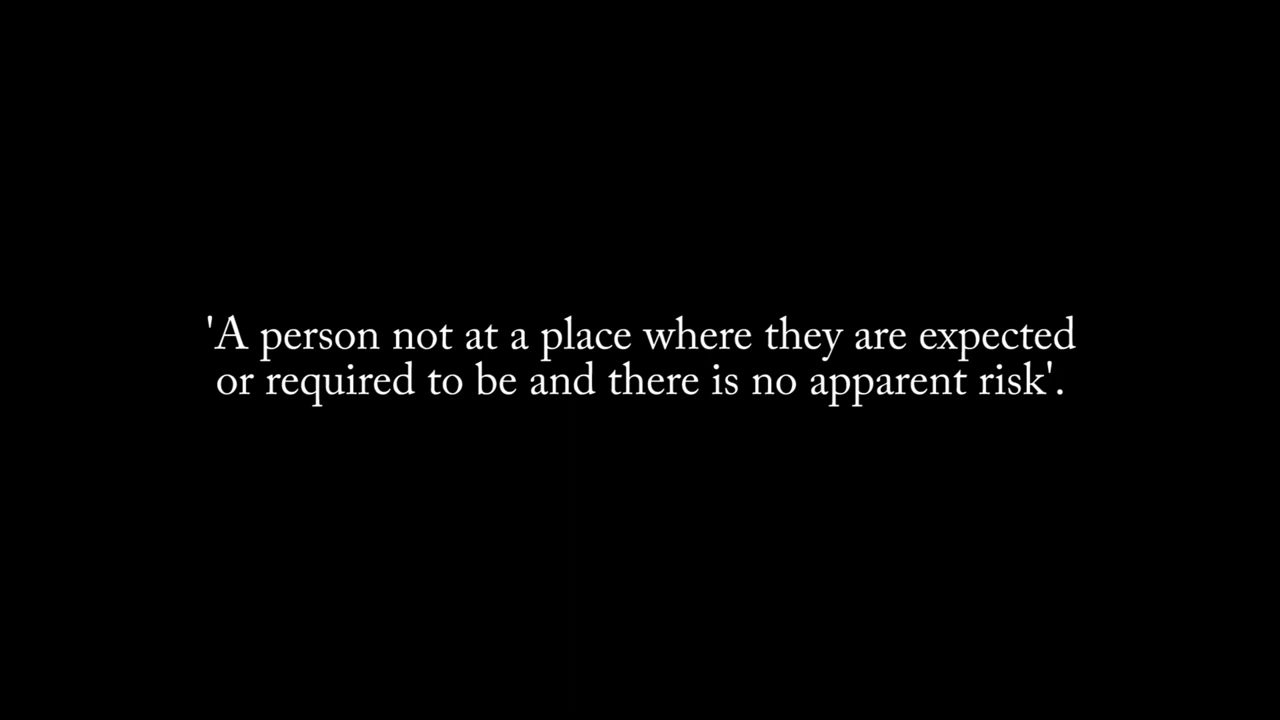 'A person not at a place where they are expected
or required to be and there is no apparent risk'.